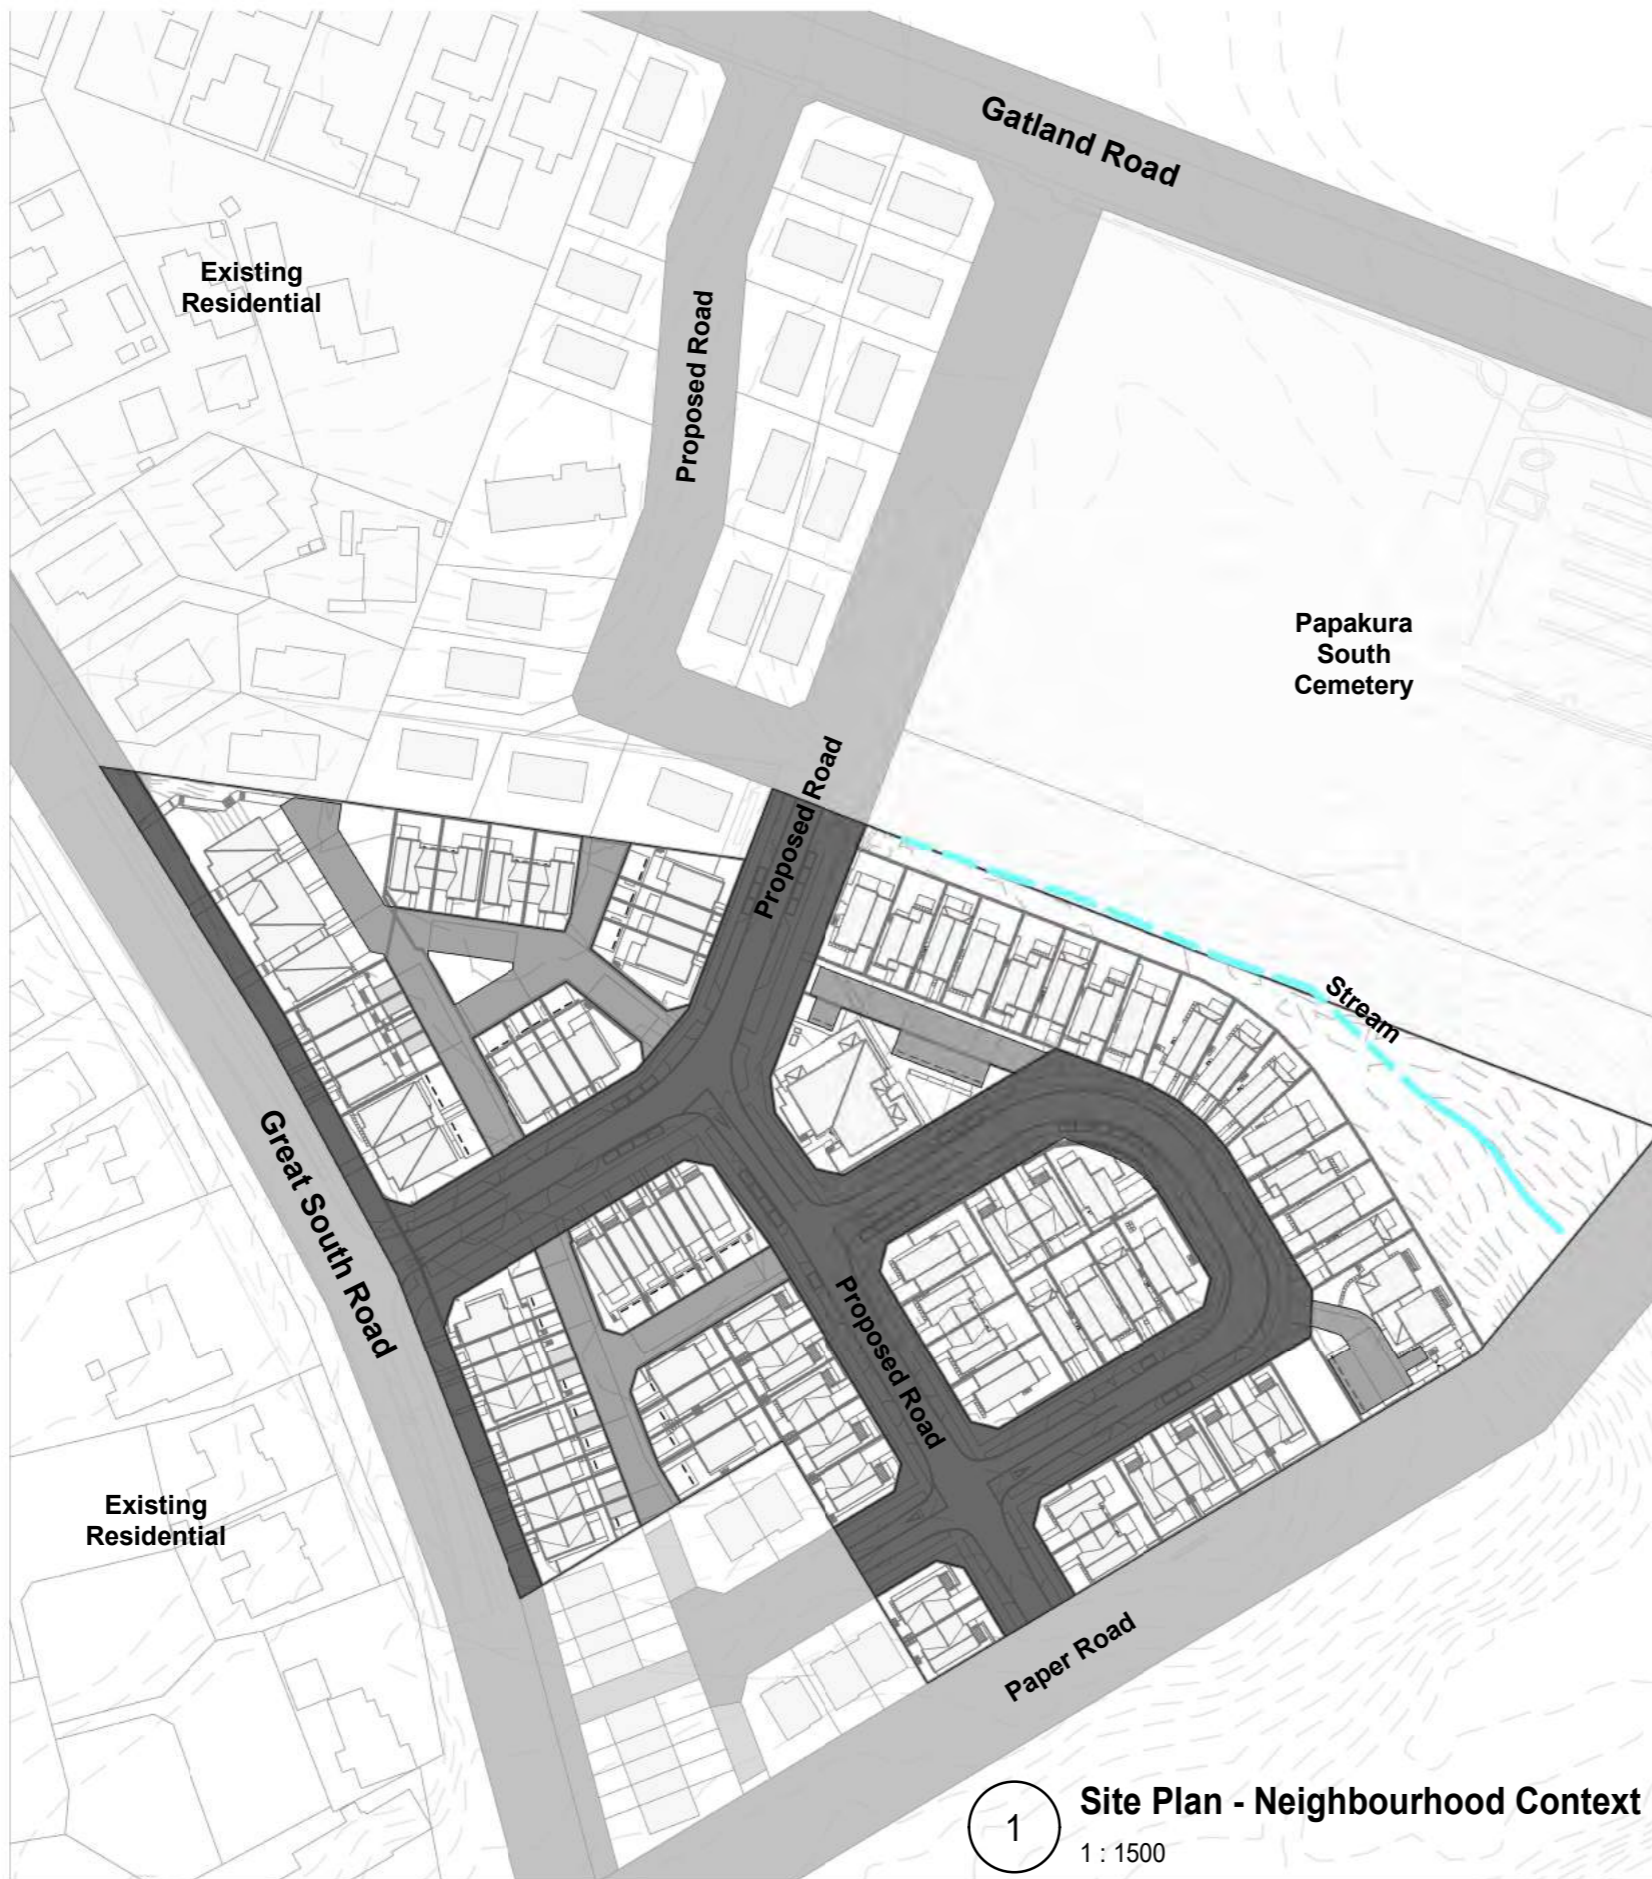 Gatland Road
Existing
Residential
Proposed Road
Papakura
South
Cemetery
Proposed Road
Stream
Great South Road
Proposed Road
Existing
Residential
Paper Road
1
Site Plan - Neighbourhood Context
1 : 1500